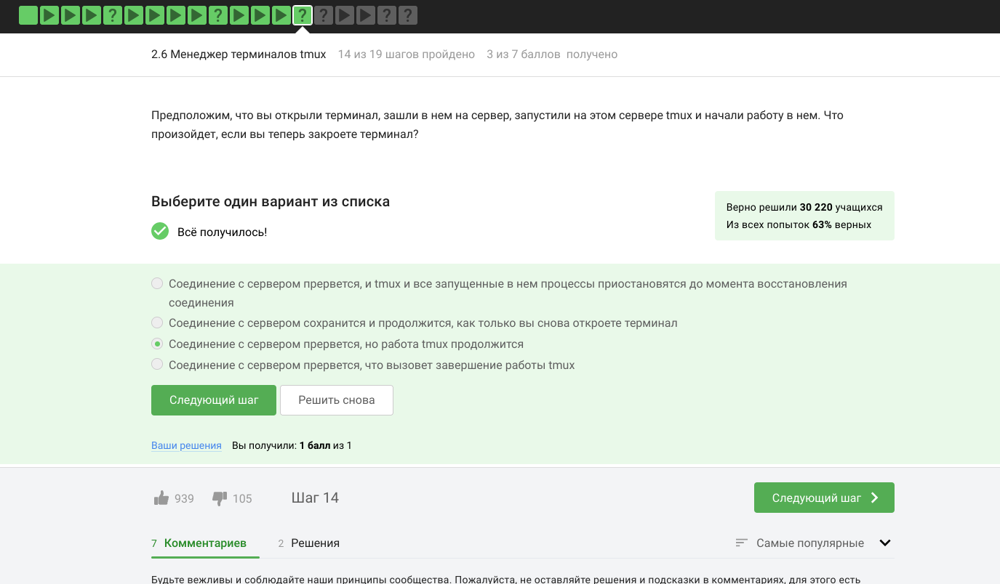 ? ? ? ? ? ?
2.6 Менеджер терминалов tmux 14 из 19 шагов пройдено 3 из 7 баллов получено
Предположим, что вы открыли терминал, зашли в нем на сервер, запустили на этом сервере tmux и начали работу в нем. Что
произойдет, если вы теперь закроете терминал?
Выберите один вариант из списка
Всё получилось!
Верно решили 30 220 учащихся
Из всех попыток 63% верных
Соединение с сервером прервется, и tmux и все запущенные в нем процессы приостановятся до момента восстановления
соединения
Соединение с сервером сохранится и продолжится, как только вы снова откроете терминал
Соединение с сервером прервется, но работа tmux продолжится
Соединение с сервером прервется, что вызовет завершение работы tmux
Следующий шаг Решить снова
Ваши решения Вы получили: 1 балл из 1
939 105 Шаг 14 Следующий шаг
7 Комментариев 2 Решения Самые популярные
Будьте вежливы и соблюдайте наши принципы сообщества. Пожалуйста, не оставляйте решения и подсказки в комментариях, для этого есть